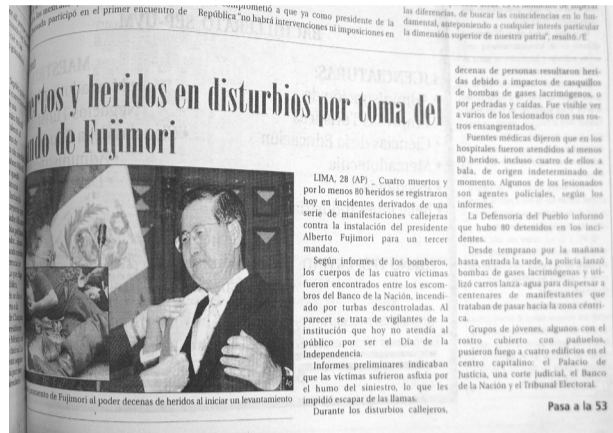 prometió a que ya como presidente de la
participó en el primer encuentro de
República "no habrá intervenciones ni imposiciones en
las diferencias, de buscar las coincidencias en lo fun-
damental, anteponiendo a cualquier interés particular
la dimensión superior de nuestra patria", resaltó./E
ertos y heridos en disturbios por toma del
ndo de Fujimori
LIMA, 28 (AP) _ Cuatro muertos y
por lo menos 80 heridos se registraron
hoy en incidentes derivados de una
serie de manifestaciones callejeras
contra la instalación del presidente
Alberto Fujimori para un tercer
mandato.
Según informes de los bomberos,
los cuerpos de las cuatro víctimas
fueron encontrados entre los escom-
bros del Banco de la Nación, incendi-
ado por turbas descontroladas. Al
parecer se trata de vigilantes de la
institución que hoy no atendía al
público por ser el Día de la
Independencia.
Informes preliminares indicaban
que las víctimas sufrieron asfixia por
el humo del siniestro, lo que les
impidió escapar de las llamas.
Durante los disturbios callejeros,
decenas de personas resultaron heri-
das debido a impactos de casquillos
de bombas de gases lacrimógenos, o
por pedradas y caídas. Fue visible ver
a varios de los lesionados con sus ros-
tros ensangrentados.
Fuentes médicas dijeron que en los
hospitales fueron atendidos al menos
80 heridos, incluso cuatro de ellos a
bala, de origen indeterminado de
momento. Algunos de los lesionados
son agentes policiales, según los
informes.
La Defensoría del Pueblo informó
que hubo 80 detenidos en los inci-
dentes.
Desde temprano por la mañana
hasta entrada la tarde, la policía lanzó
bombas de gases lacrimógenas y uti-
lizó carros lanza-agua para dispersar a
centenares de manifestantes que
trataban de pasar hacia la zona céntri-
ca.
Grupos de jóvenes, algunos con el
rostro cubierto con pañuelos,
pusieron fuego a cuatro edificios en el
centro capitalino: el Palacio de
Justicia, una corte judicial, el Banco
de la Nación y el Tribunal Electoral.
Pasa a la 53
Ap
de Fujimori al poder decenas de heridos al iniciar un levantamiento